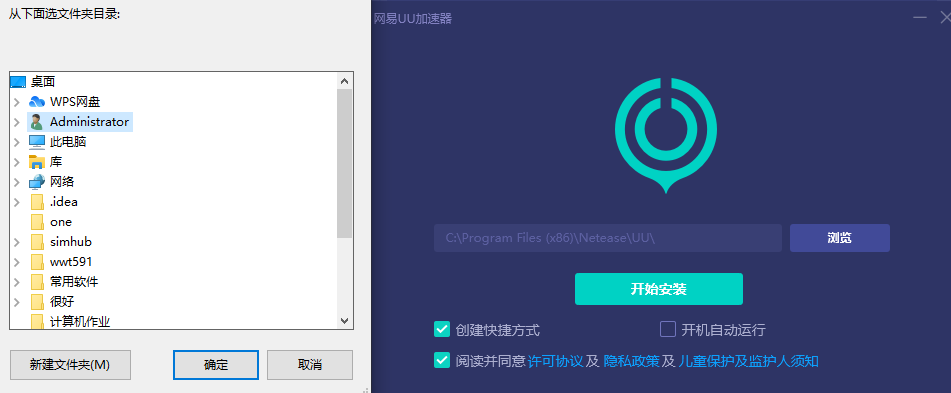 从下面选文件夹目录:
桌面
WPS网盘
Administrator
此电脑
库
网络
.idea
one
simhub
wwt591
常用软件
很好
计算机作业
新建文件夹(M)
确定
取消
网易UU加速器
C:\Program Files (x86)\Netease\UU\
浏览
开始安装
创建快捷方式
开机自动运行
阅读并同意 许可协议 及 隐私政策 及 儿童保护及监护人须知